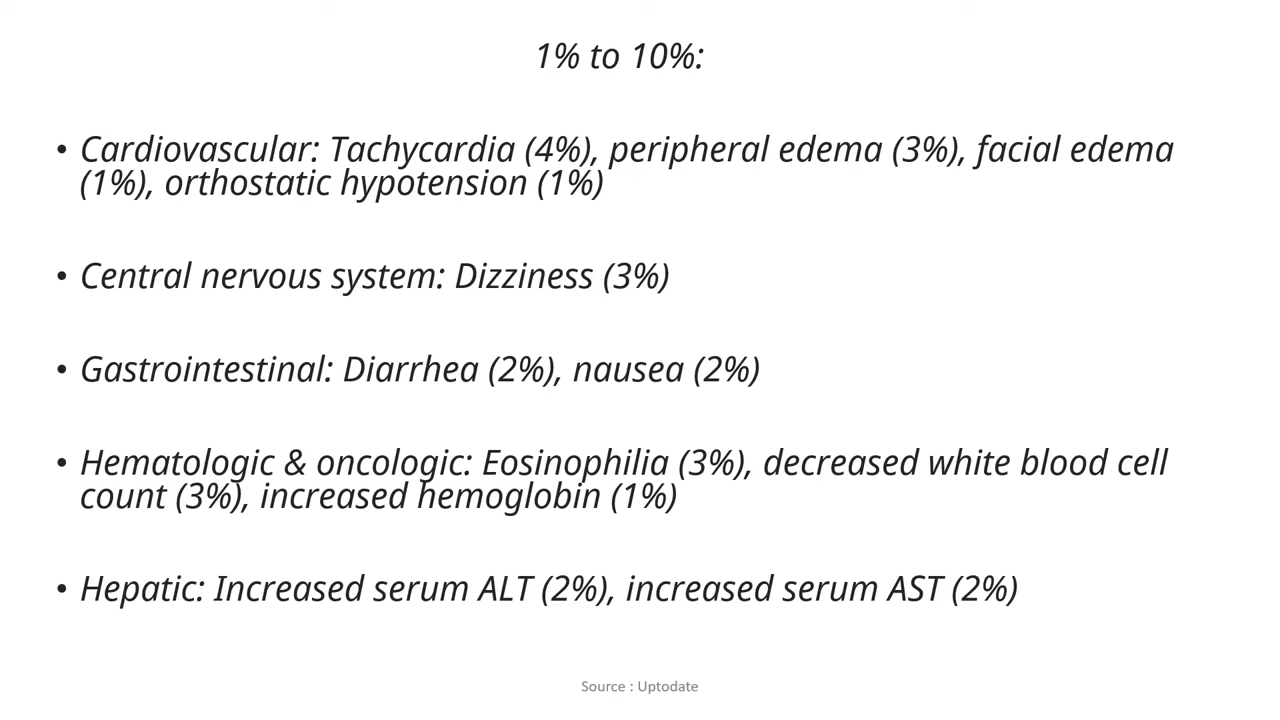 1% to 10%:
• Cardiovascular: Tachycardia (4%), peripheral edema (3%), facial edema
(1%), orthostatic hypotension (1%)
• Central nervous system: Dizziness (3%)
• Gastrointestinal: Diarrhea (2%), nausea (2%)
• Hematologic & oncologic: Eosinophilia (3%), decreased white blood cell
count (3%), increased hemoglobin (1%)
• Hepatic: Increased serum ALT (2%), increased serum AST (2%)
Source : Uptodate